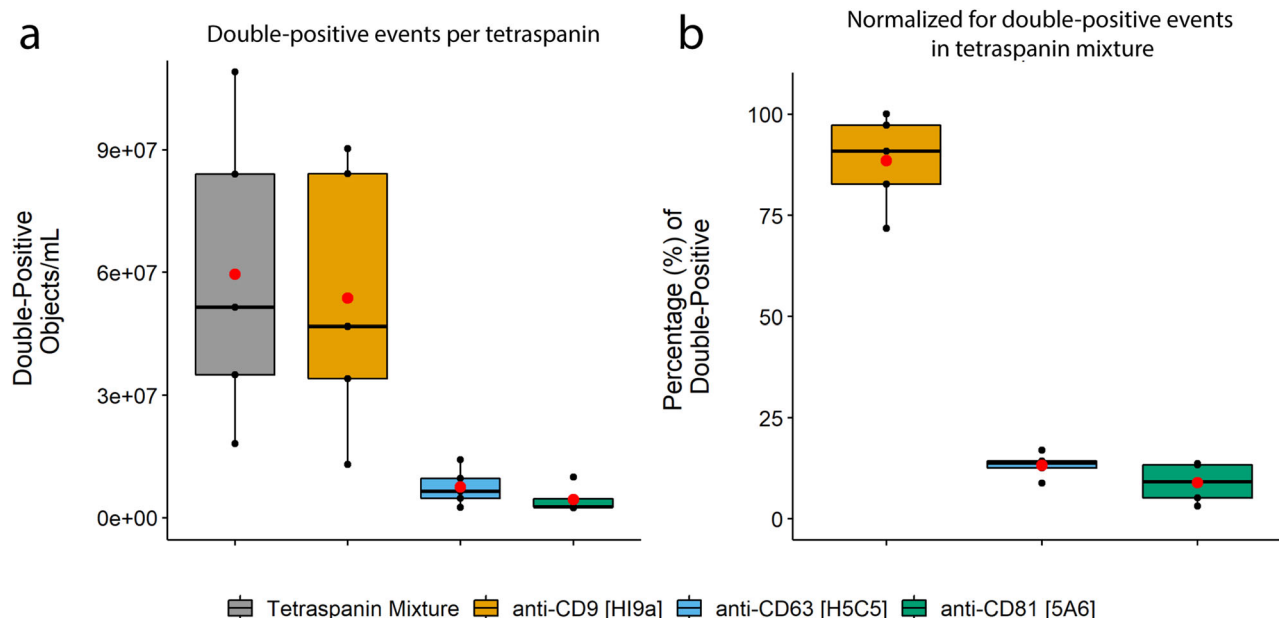 a
Double-positive events per tetraspanin
Double-Positive
Objects/mL
9e+07
6e+07
3e+07
0e+00
b
Normalized for double-positive events
in tetraspanin mixture
Percentage (%) of
Double-Positive
100
75
50
25
0
Tetraspanin Mixture anti-CD9 [HI9a] anti-CD63 [H5C5] anti-CD81 [5A6]